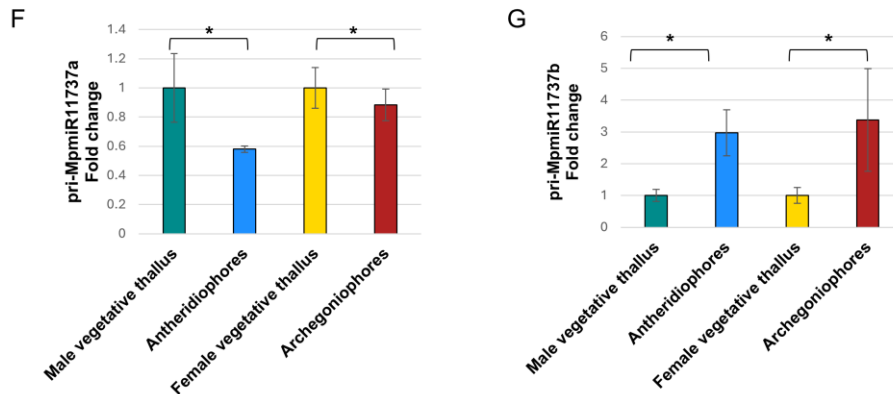 F
pri-MpmiR11737a
Fold change
1.4
1.2
1
0.8
0.6
0.4
0.2
0
*
*
Male vegetative thallus
Antheridiophores
Female vegetative thallus
Archegoniophores
G
pri-MpmiR11737b
Fold change
6
5
4
3
2
1
0
*
*
Male vegetative thallus
Antheridiophores
Female vegetative thallus
Archegoniophores